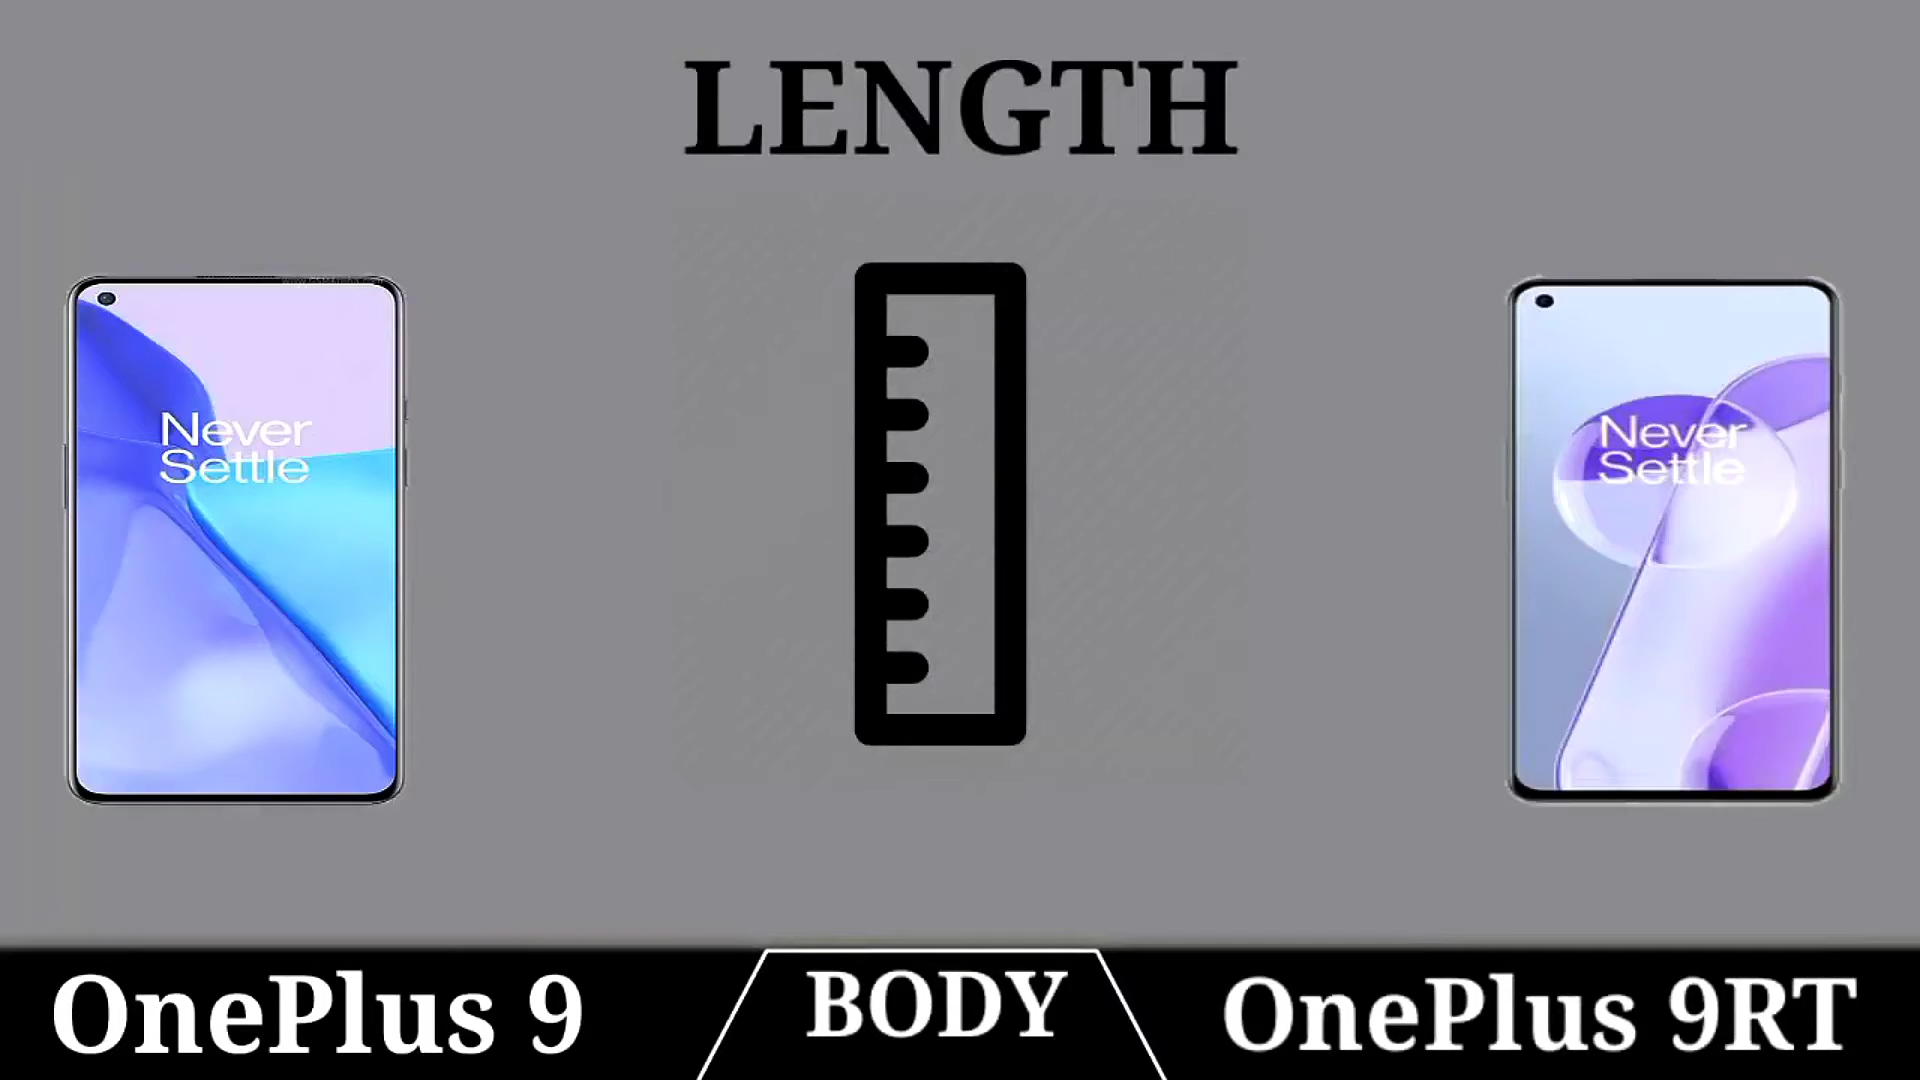 LENGTH
Never
Settle
Never
Settle
OnePlus 9
BODY
OnePlus 9RT